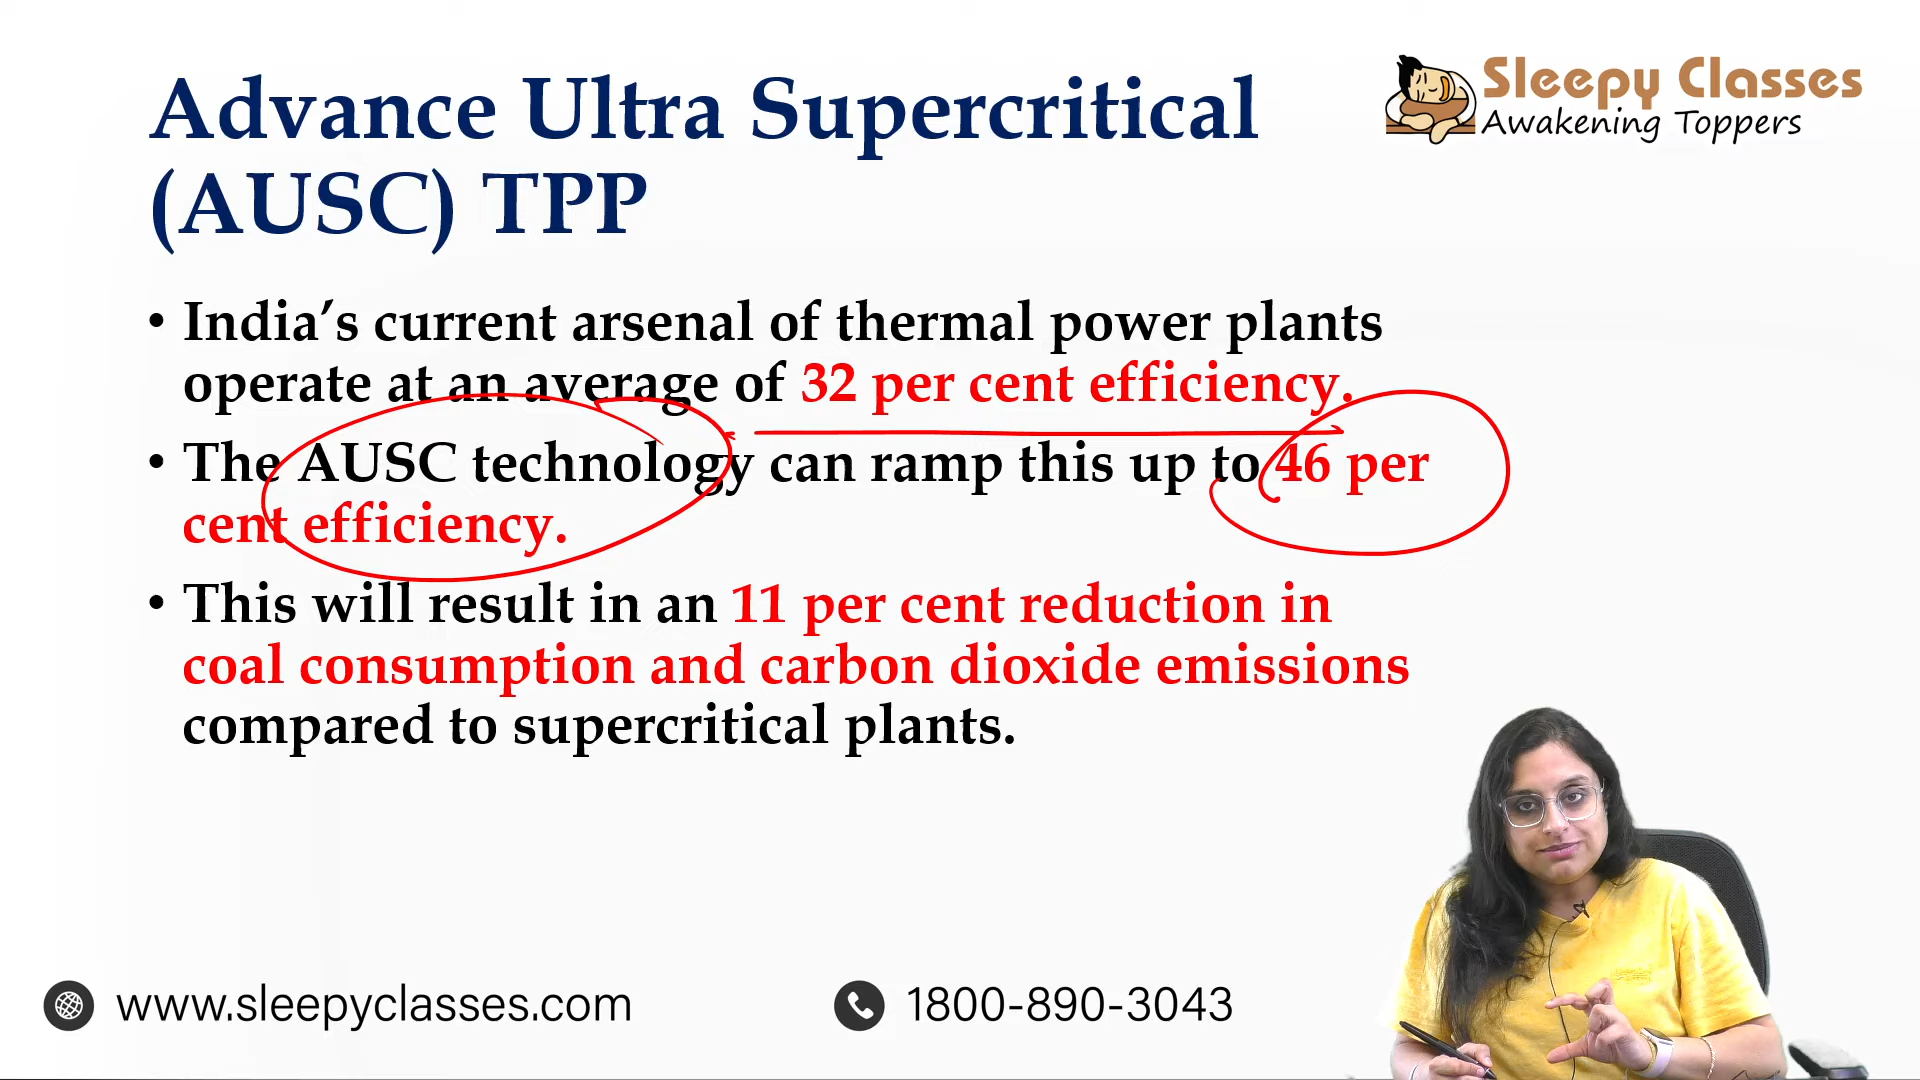 Advance Ultra Supercritical
(AUSC) TPP
Sleepy Classes
Awakening Toppers
• India’s current arsenal of thermal power plants
operate at an average of 32 per cent efficiency.
• The AUSC technology can ramp this up to 46 per
cent efficiency.
• This will result in an 11 per cent reduction in
coal consumption and carbon dioxide emissions
compared to supercritical plants.
www.sleepyclasses.com
1800-890-3043